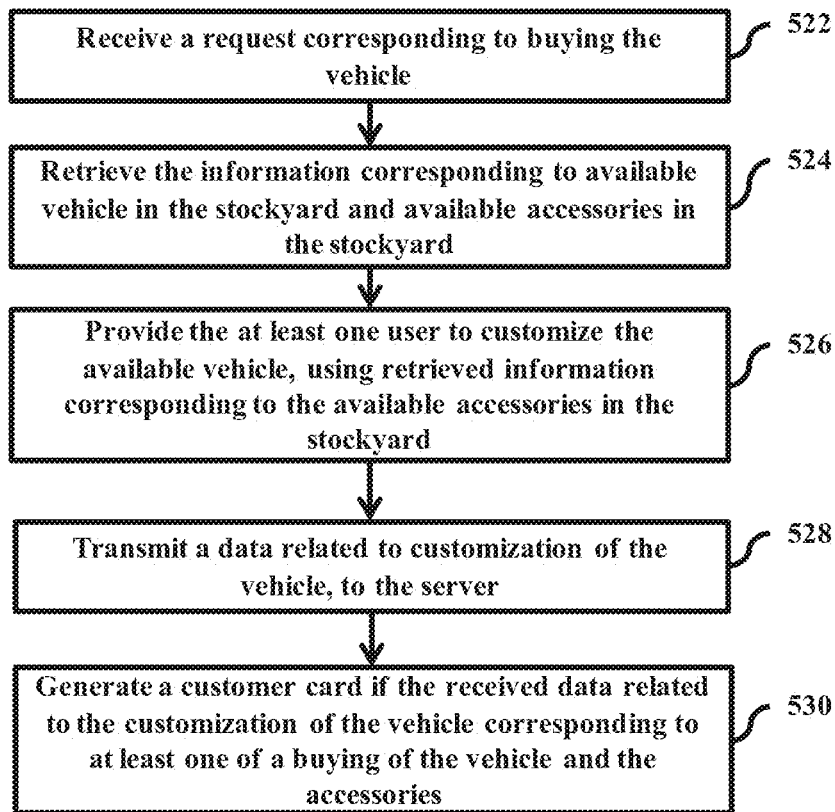 Receive a request corresponding to buying the
vehicle
522
Retrieve the information corresponding to available
vehicle in the stockyard and available accessories in
the stockyard
524
Provide the at least one user to customize the
available vehicle, using retrieved information
corresponding to the available accessories in the
stockyard
526
Transmit a data related to customization of the
vehicle, to the server
528
Generate a customer card if the received data related
to the customization of the vehicle corresponding to
at least one of a buying of the vehicle and the
accessories
530